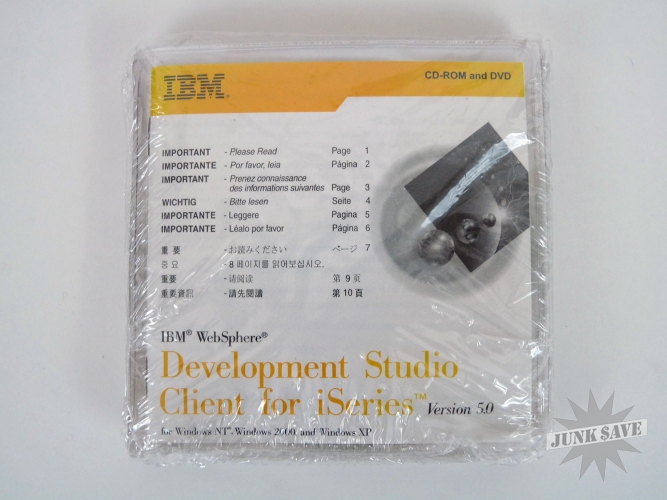 IBM®
CD-ROM and DVD
IMPORTANT - Please Read Page 1
IMPORTANTE - Por favor, leia Página 2
IMPORTANT - Prenez connaissance
des informations suivantes Page 3
WICHTIG - Bitte lesen Seite 4
IMPORTANTE - Leggere Pagina 5
IMPORTANTE - Léalo por favor Página 6
重要 - お読みください ページ 7
중요 - 8 페이지를 읽어보십시오.
重要 - 请阅读 第 9 页
重要資訊 - 請先閱讀 第 10 頁
IBM® WebSphere®
Development Studio
Client for iSeries™ Version 5.0
for Windows NT®, Windows 2000, and Windows XP
JUNK SAVE